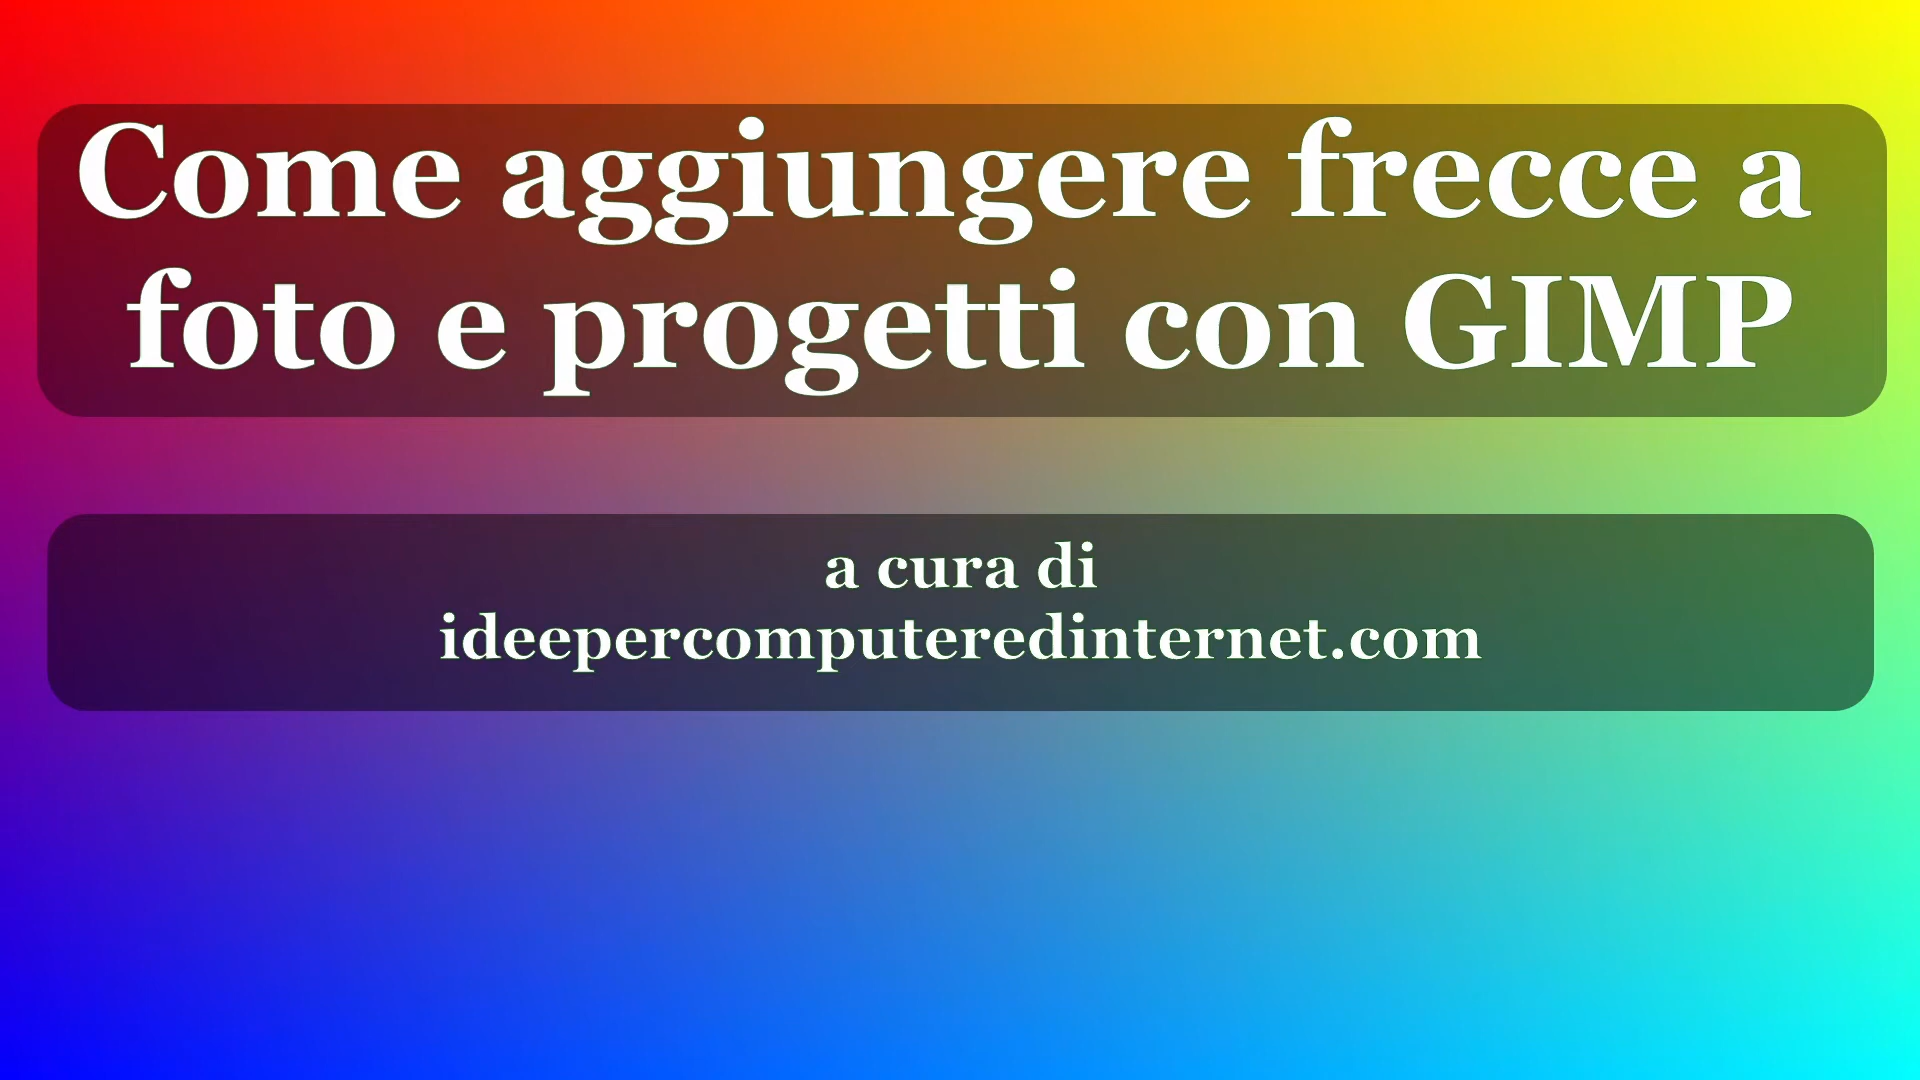 Come aggiungere frecce a
foto e progetti con GIMP
a cura di
ideepercomputeredinternet.com